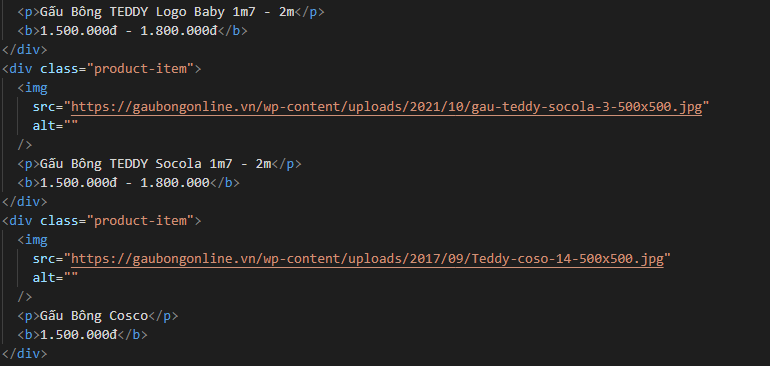 <p>Gấu Bông TEDDY Logo Baby 1m7 - 2m</p>
<b>1.500.000đ - 1.800.000đ</b>
</div>
<div class="product-item">
<img
src="https://gaubongonline.vn/wp-content/uploads/2021/10/gau-teddy-socola-3-500x500.jpg"
alt=""
/>
<p>Gấu Bông TEDDY Socola 1m7 - 2m</p>
<b>1.500.000đ - 1.800.000</b>
</div>
<div class="product-item">
<img
src="https://gaubongonline.vn/wp-content/uploads/2017/09/Teddy-coso-14-500x500.jpg"
alt=""
/>
<p>Gấu Bông Cosco</p>
<b>1.500.000đ</b>
</div>